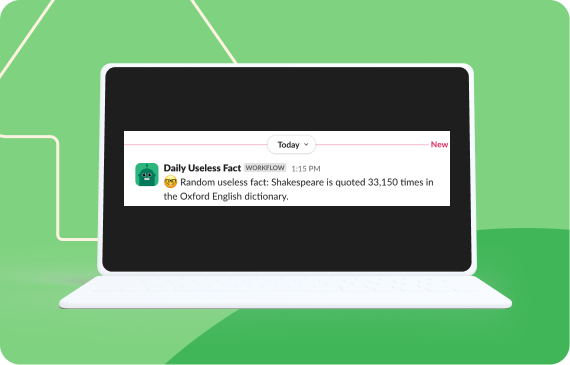 Today
New
Daily Useless Fact WORKFLOW 1:15 PM
🤓 Random useless fact: Shakespeare is quoted 33,150 times in
the Oxford English dictionary.